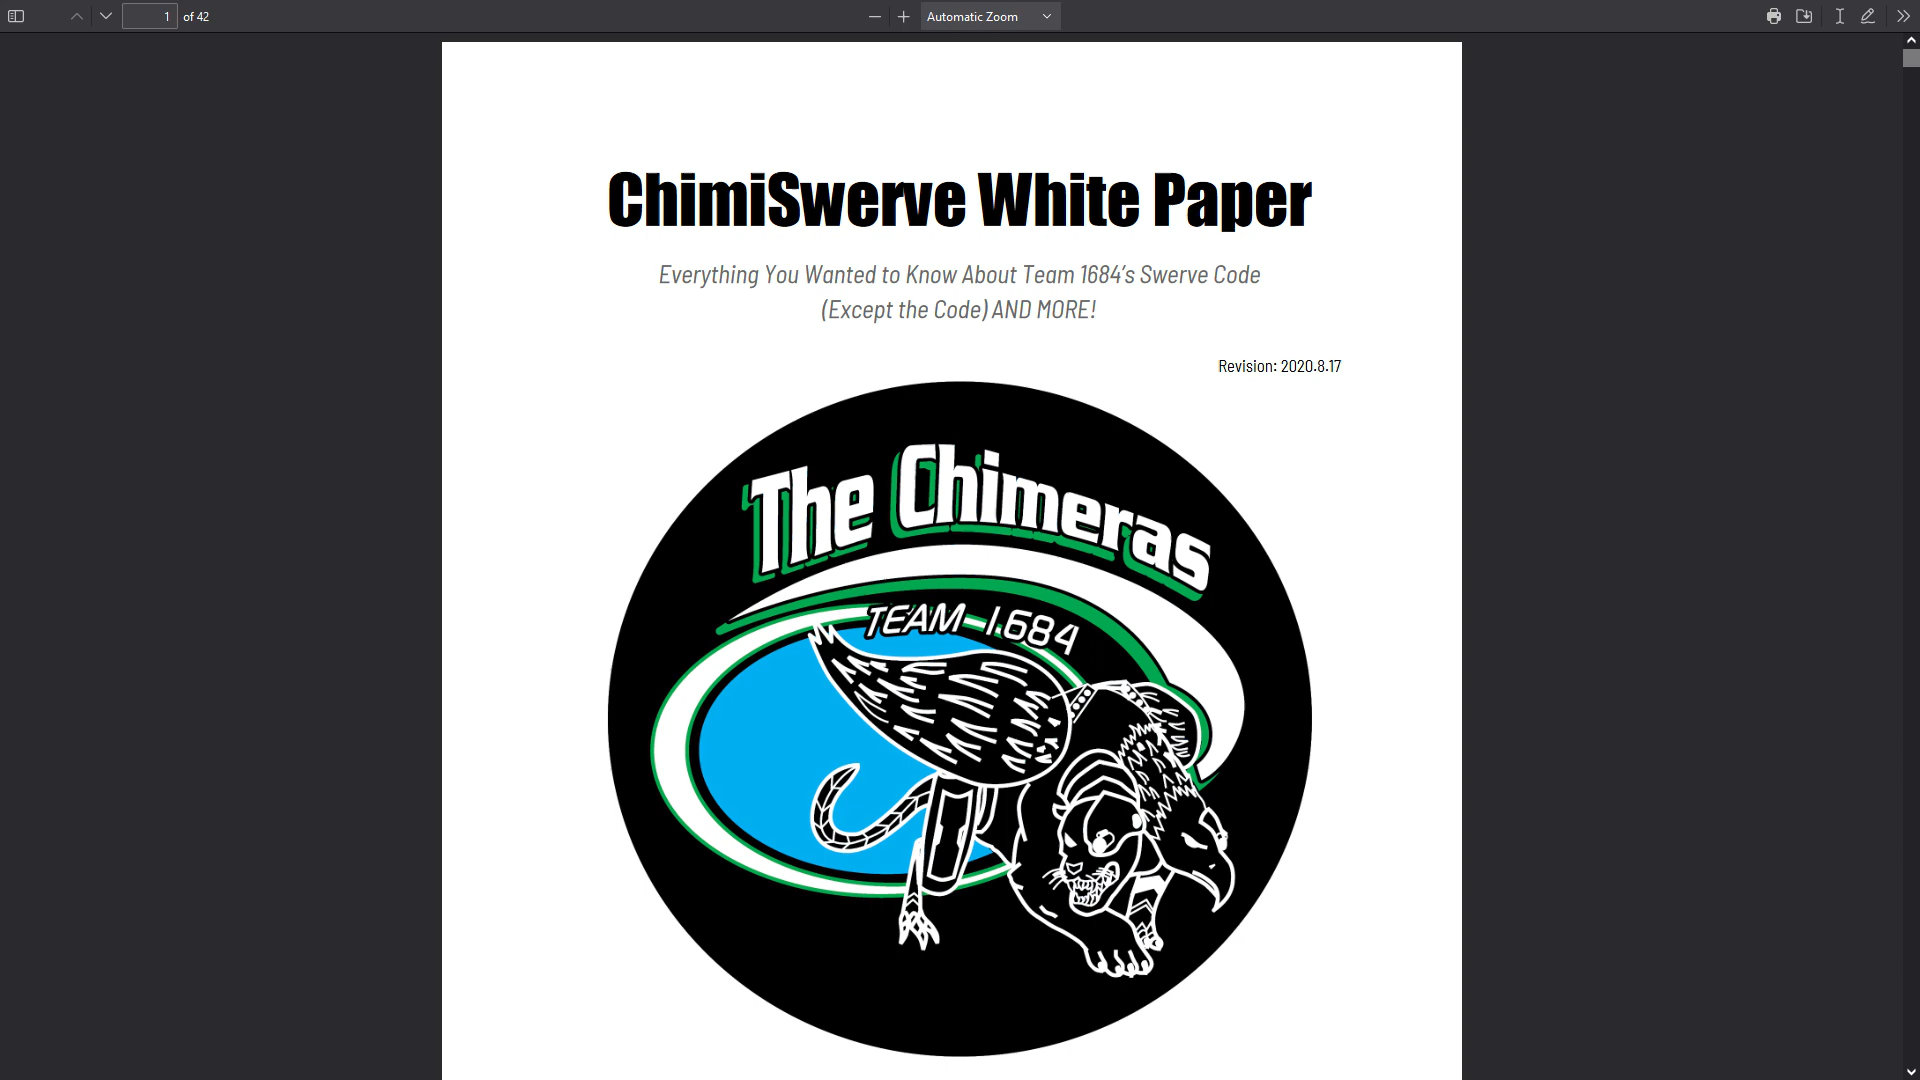 1 of 42 Automatic Zoom
ChimiSwerve White Paper
Everything You Wanted to Know About Team 1684's Swerve Code
(Except the Code) AND MORE!
Revision: 2020.8.17
The Chimeras
TEAM 1684